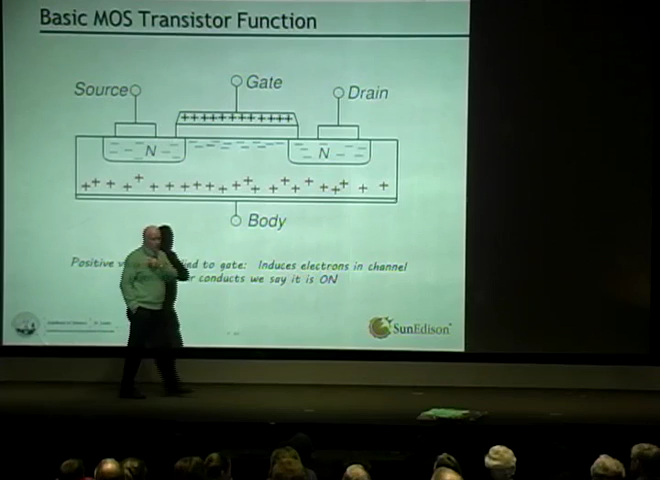 Basic MOS Transistor Function
Source
Gate
Drain
N
N
Body
Positive to gate: Induces electrons in channel
conducts we say it is ON
SunEdison